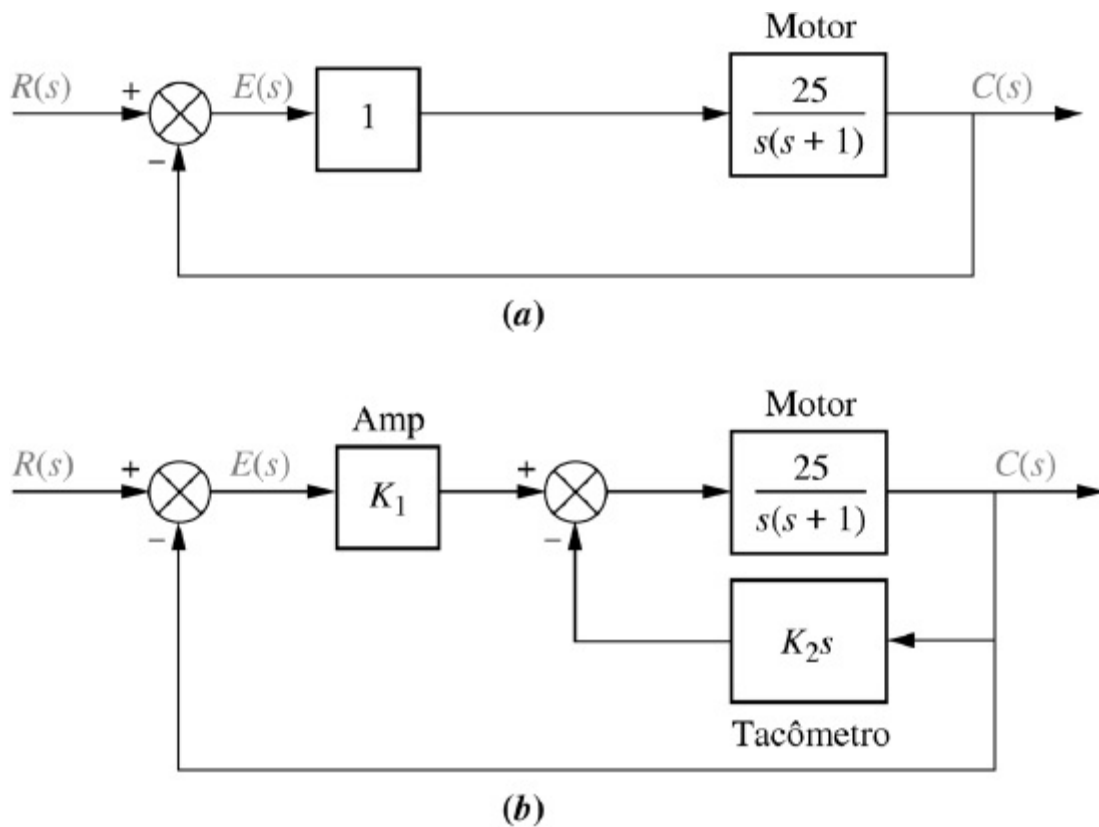 Motor
R(s) + E(s) 1 25 C(s)
s(s + 1)
−
(a)
Amp Motor
R(s) + E(s) K₁ + 25 C(s)
s(s + 1)
− −
K₂s
Tacômetro
(b)